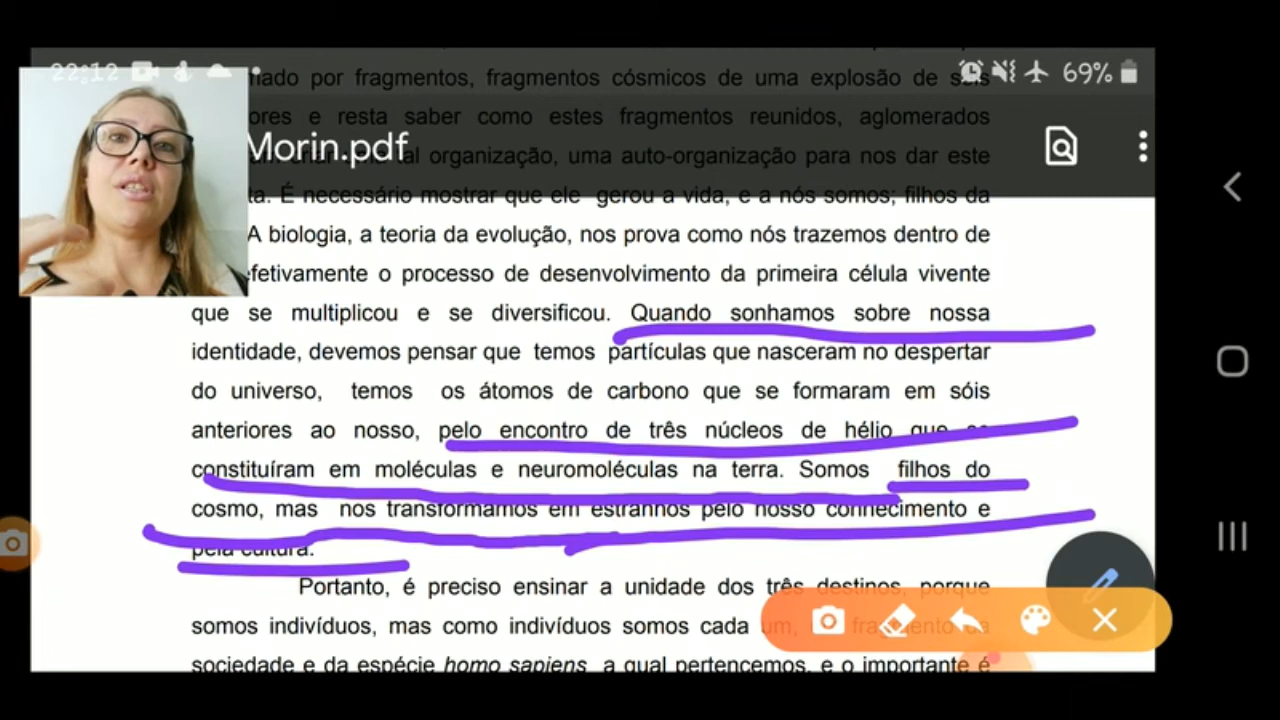 22:12
69%
Morin.pdf
por fragmentos, fragmentos cósmicos de uma explosão de sóis
e resta saber como estes fragmentos reunidos, aglomerados
organização, uma auto-organização para nos dar este
É necessário mostrar que ele gerou a vida, e a nós somos; filhos da
A biologia, a teoria da evolução, nos prova como nós trazemos dentro de
efetivamente o processo de desenvolvimento da primeira célula vivente
que se multiplicou e se diversificou. Quando sonhamos sobre nossa
identidade, devemos pensar que temos partículas que nasceram no despertar
do universo, temos os átomos de carbono que se formaram em sóis
anteriores ao nosso, pelo encontro de três núcleos de hélio que se
constituíram em moléculas e neuromoléculas na terra. Somos filhos do
cosmo, mas nos transformamos em estranhos pelo nosso conhecimento e
pela cultura.
Portanto, é preciso ensinar a unidade dos três destinos, porque
somos indivíduos, mas como indivíduos somos cada um, fragmento da
sociedade e da espécie homo sapiens, a qual pertencemos, e o importante é